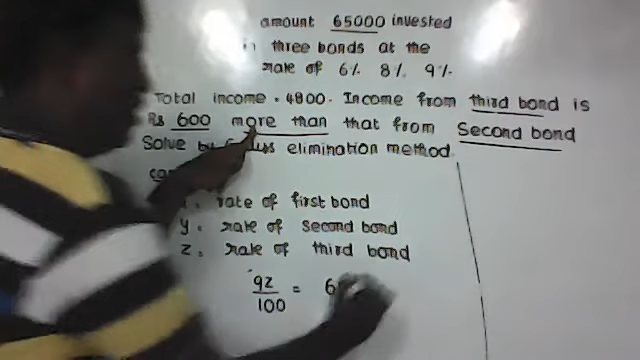 amount 65000 invested
in three bonds at the
rate of 6% 8% 9%
Total income = 4800. Income from third bond is
Rs 600 more than that from Second bond
Solve by elimination method.
rate of first bond
y = rate of second bond
z = rate of third bond
9z/100 = 6